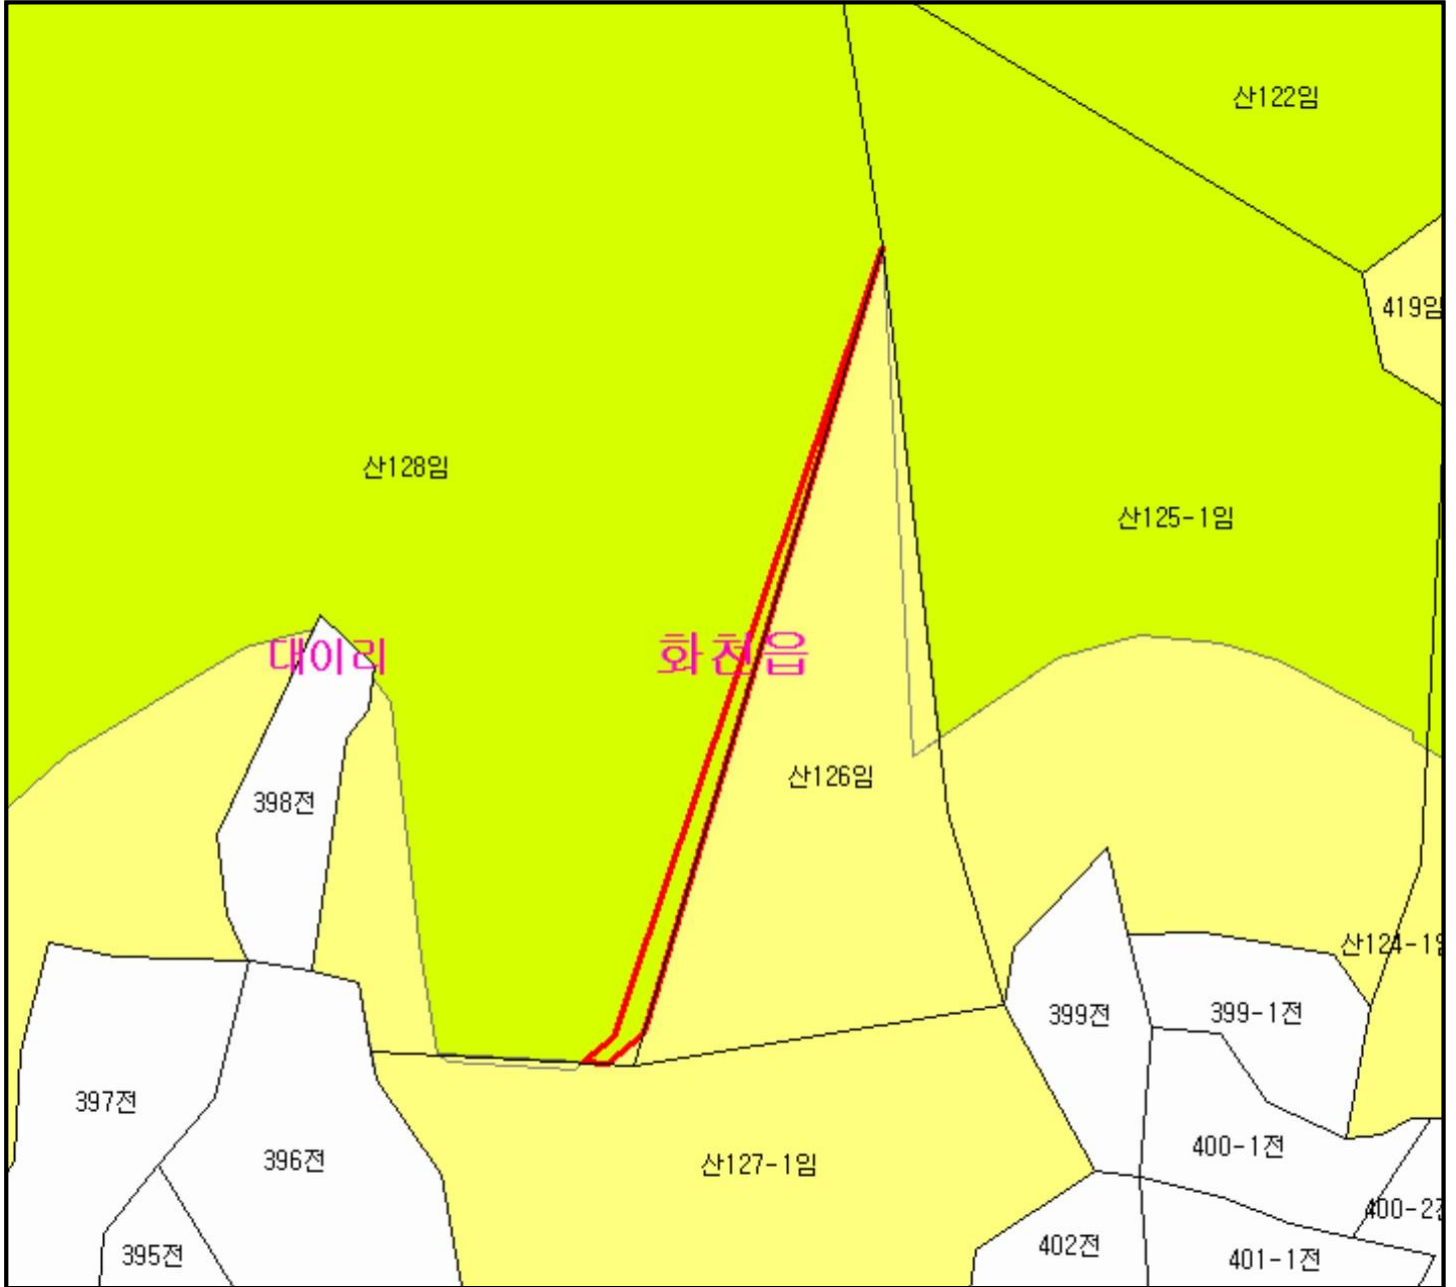 산122임
419임
산128임
산125-1임
대이리
화천읍
산126임
398전
산124-1
399전
399-1전
397전
396전
산127-1임
400-1전
400-2전
395전
402전
401-1전